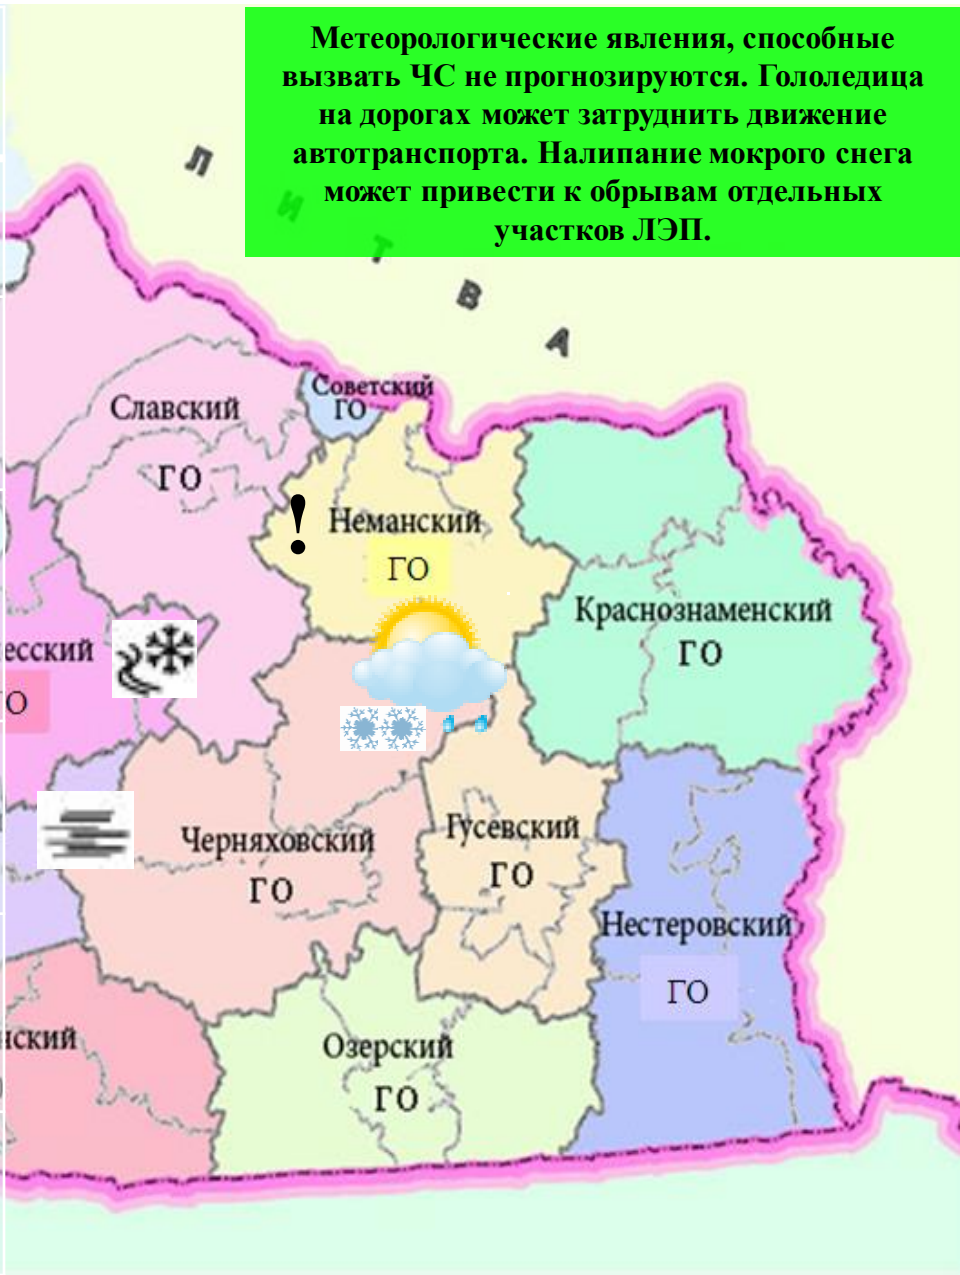 Метеорологические явления, способные
вызвать ЧС не прогнозируются. Гололедица
на дорогах может затруднить движение
автотранспорта. Налипание мокрого снега
может привести к обрывам отдельных
участков ЛЭП.
Л И Т В А
Советский
ГО
Славский
ГО
!
Неманский
ГО
Краснознаменский
ГО
есский
О
Черняховский
ГО
Гусевский
ГО
Нестеровский
ГО
нский
Озерский
ГО